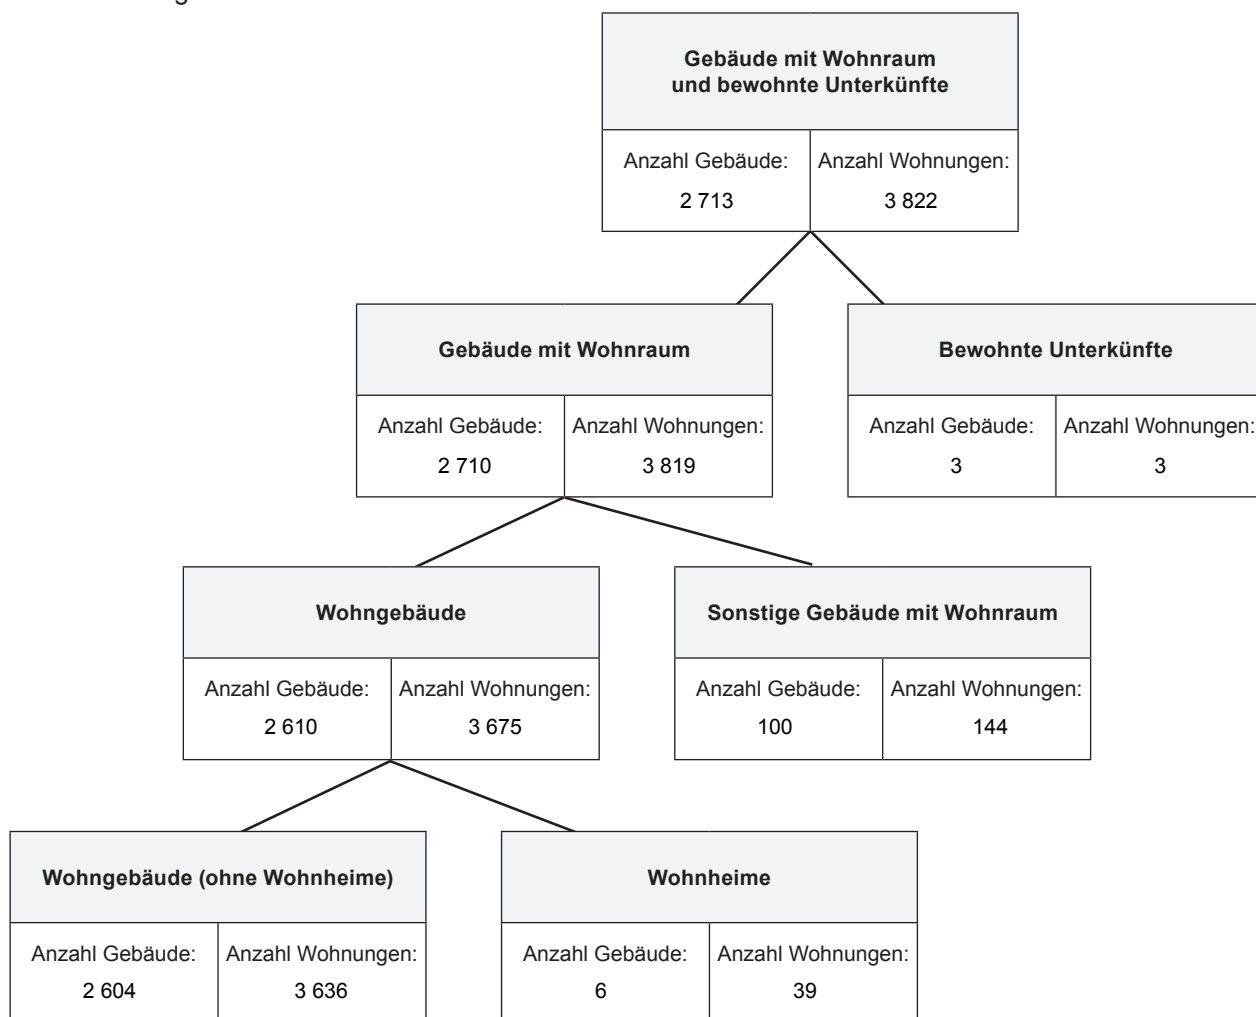 Gebäude mit Wohnraum
und bewohnte Unterkünfte
Anzahl Gebäude: Anzahl Wohnungen:
2 713 3 822
Gebäude mit Wohnraum
Anzahl Gebäude: Anzahl Wohnungen:
2 710 3 819
Bewohnte Unterkünfte
Anzahl Gebäude: Anzahl Wohnungen:
3 3
Wohngebäude
Anzahl Gebäude: Anzahl Wohnungen:
2 610 3 675
Sonstige Gebäude mit Wohnraum
Anzahl Gebäude: Anzahl Wohnungen:
100 144
Wohngebäude (ohne Wohnheime)
Anzahl Gebäude: Anzahl Wohnungen:
2 604 3 636
Wohnheime
Anzahl Gebäude: Anzahl Wohnungen:
6 39